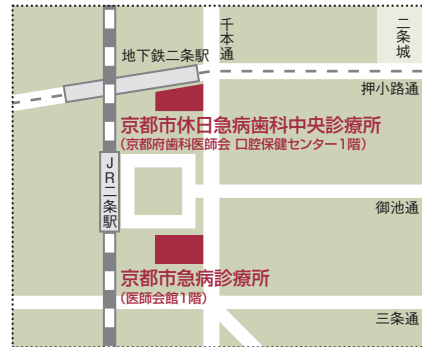 千本通
二条城
地下鉄二条駅
押小路通
京都市休日急病歯科中央診療所
（京都府歯科医師会 口腔保健センター1階）
JR二条駅
御池通
京都市急病診療所
（医師会館1階）
三条通